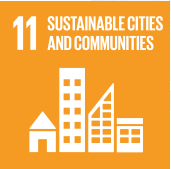 11 SUSTAINABLE CITIES
AND COMMUNITIES